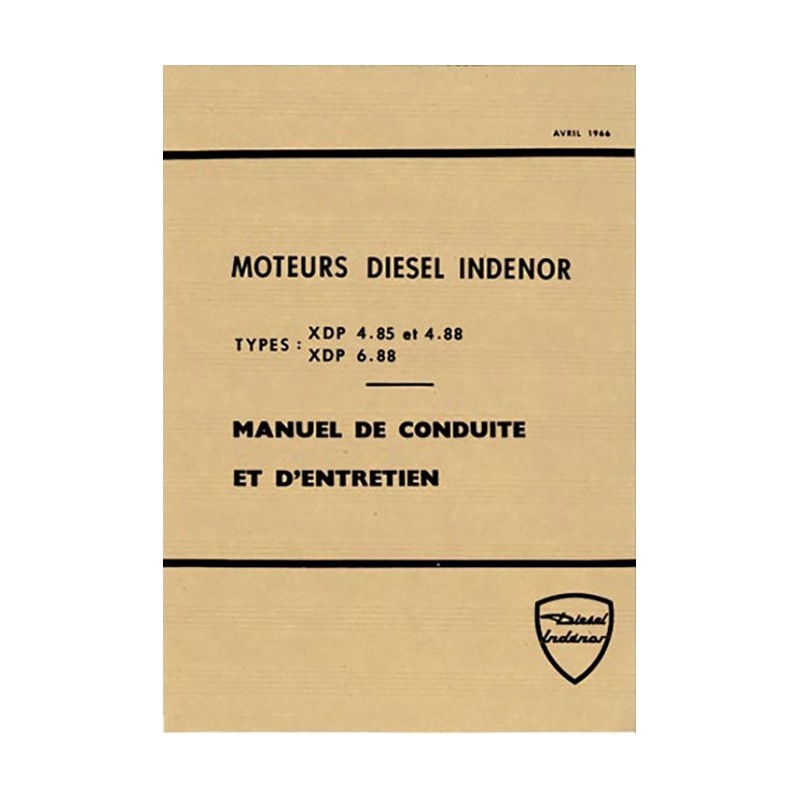 AVRIL 1966
MOTEURS DIESEL INDENOR
TYPES :
XDP 4.85 et 4.88
XDP 6.88
MANUEL DE CONDUITE
ET D'ENTRETIEN
Diesel
Indénor